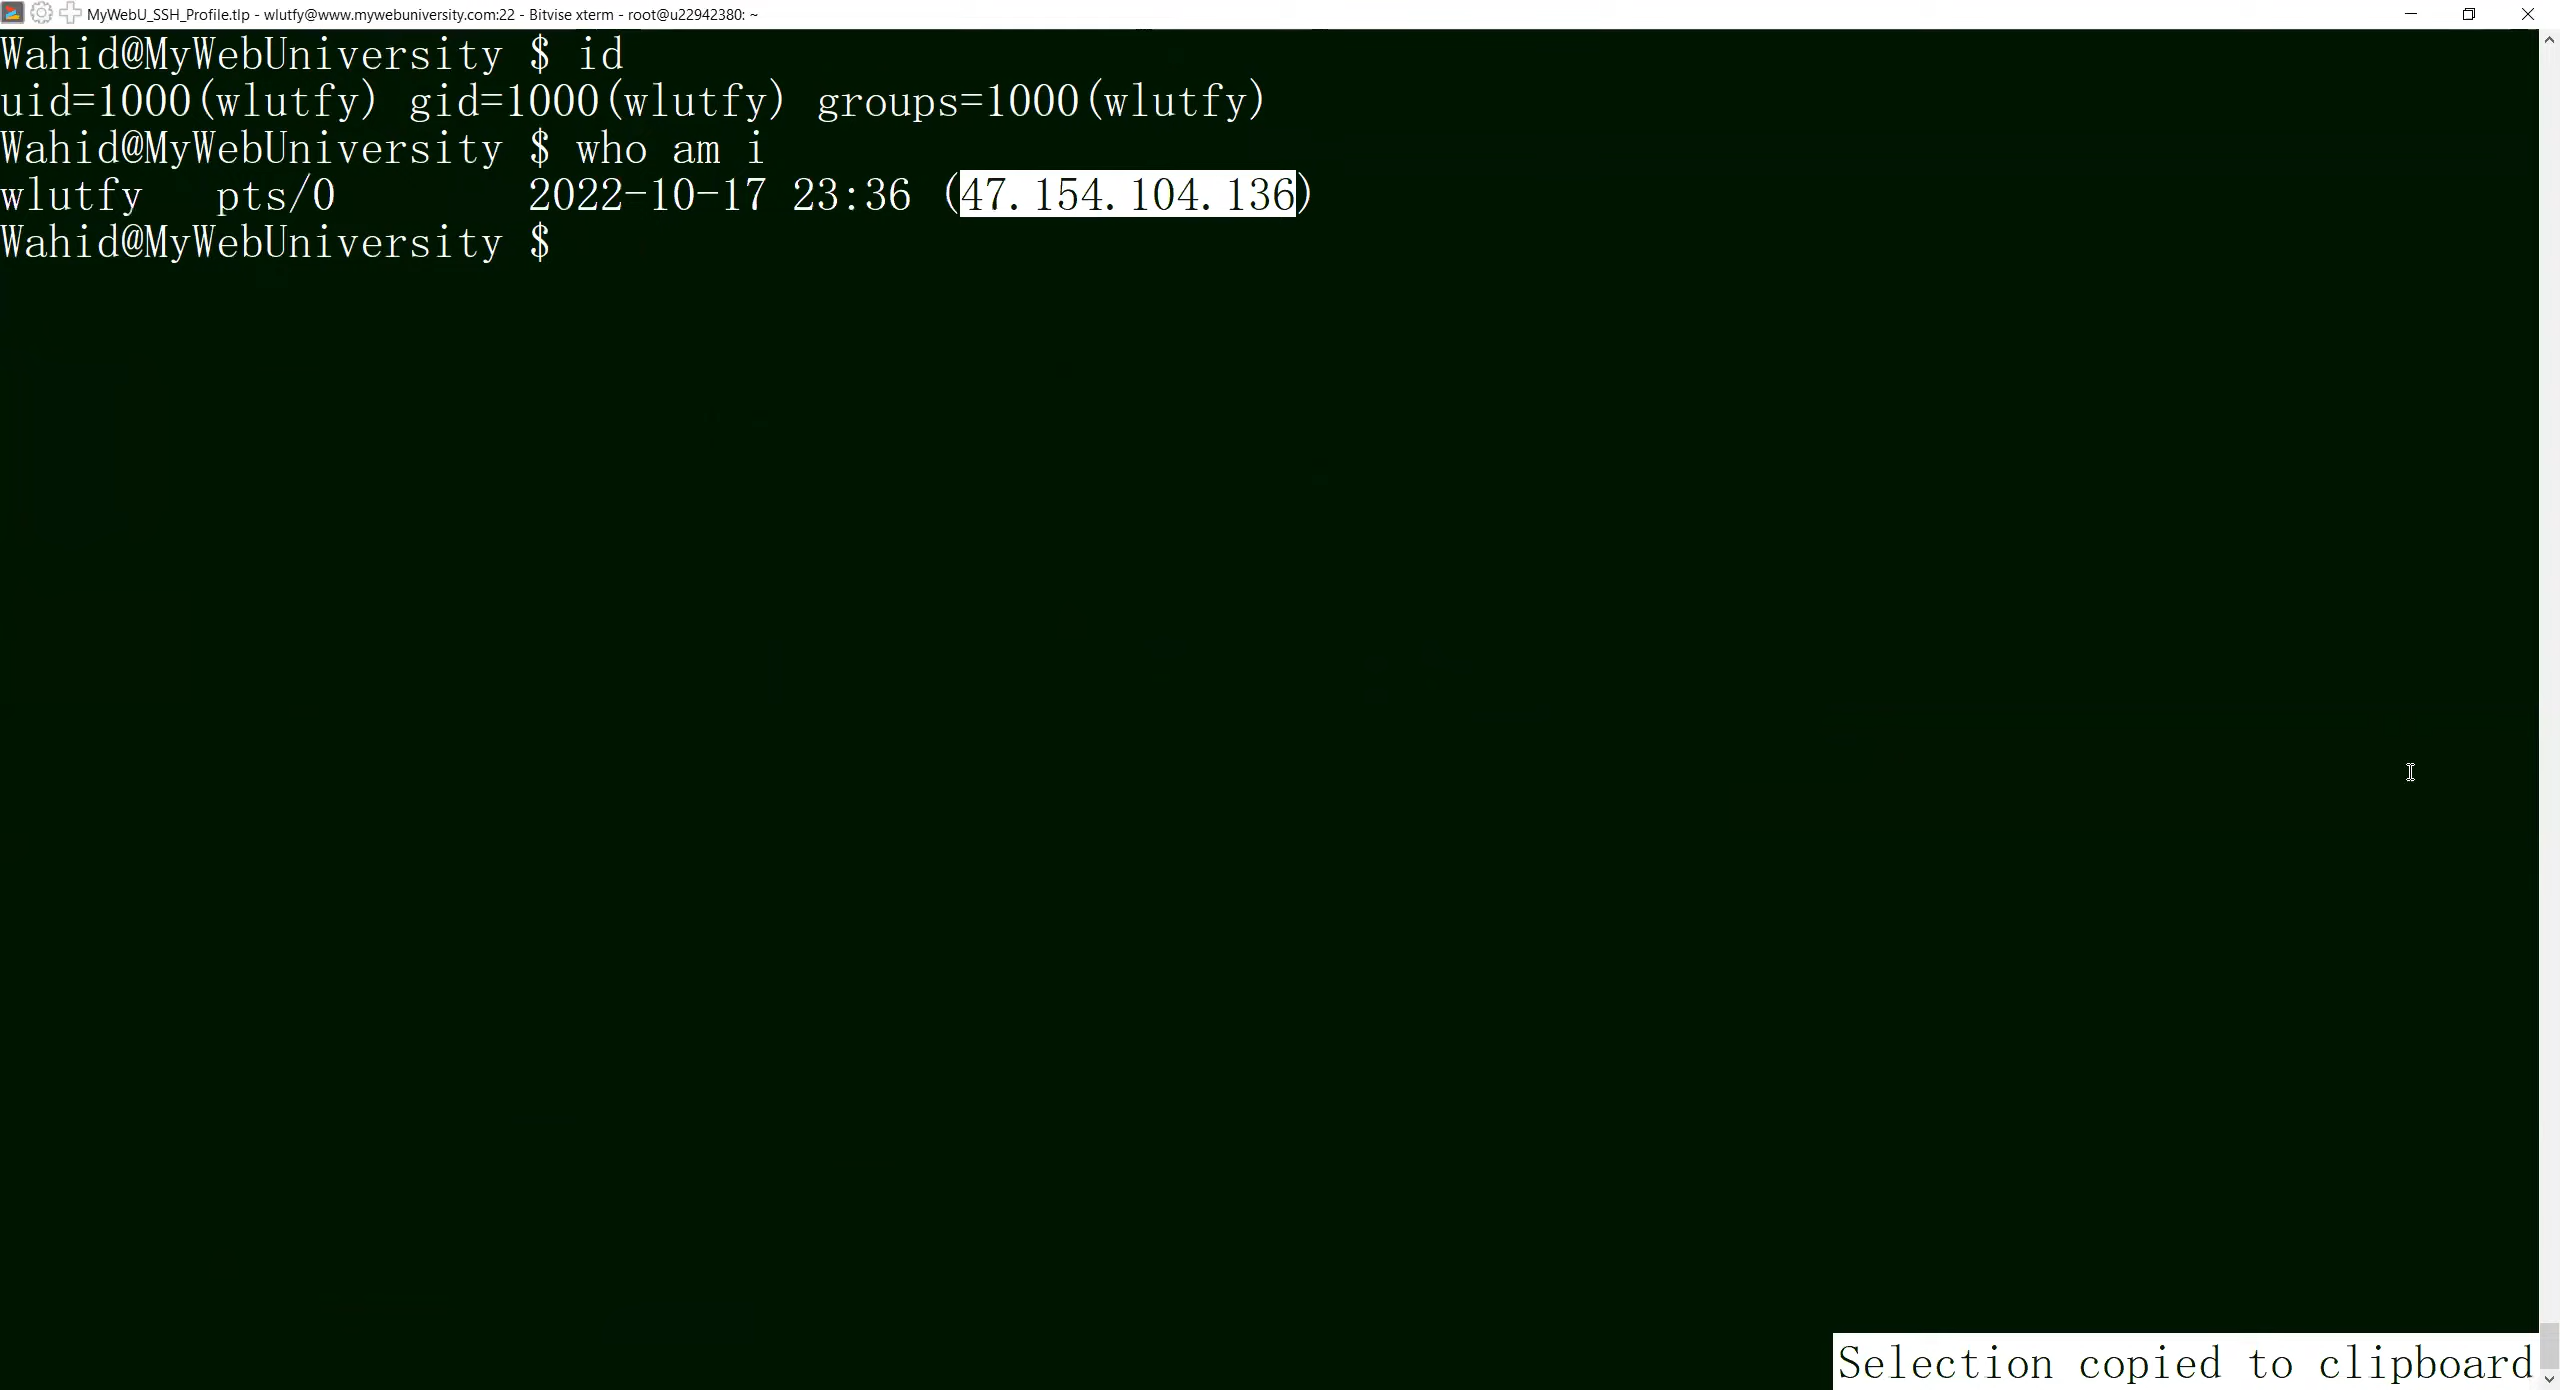 MyWebU_SSH_Profile.tlp - wlutfy@www.mywebuniversity.com:22 - Bitvise xterm - root@u22942380: ~
Wahid@MyWebUniversity $ id
uid=1000(wlutfy) gid=1000(wlutfy) groups=1000(wlutfy)
Wahid@MyWebUniversity $ who am i
wlutfy   pts/0        2022-10-17 23:36 (47.154.104.136)
Wahid@MyWebUniversity $
Selection copied to clipboard